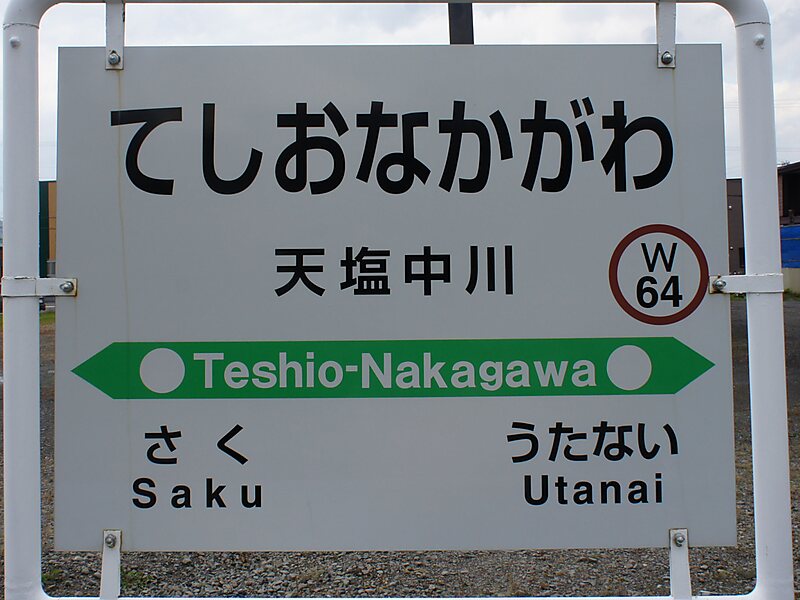 てしおなかがわ
天塩中川
W
64
Teshio-Nakagawa
さく
うたない
Saku
Utanai